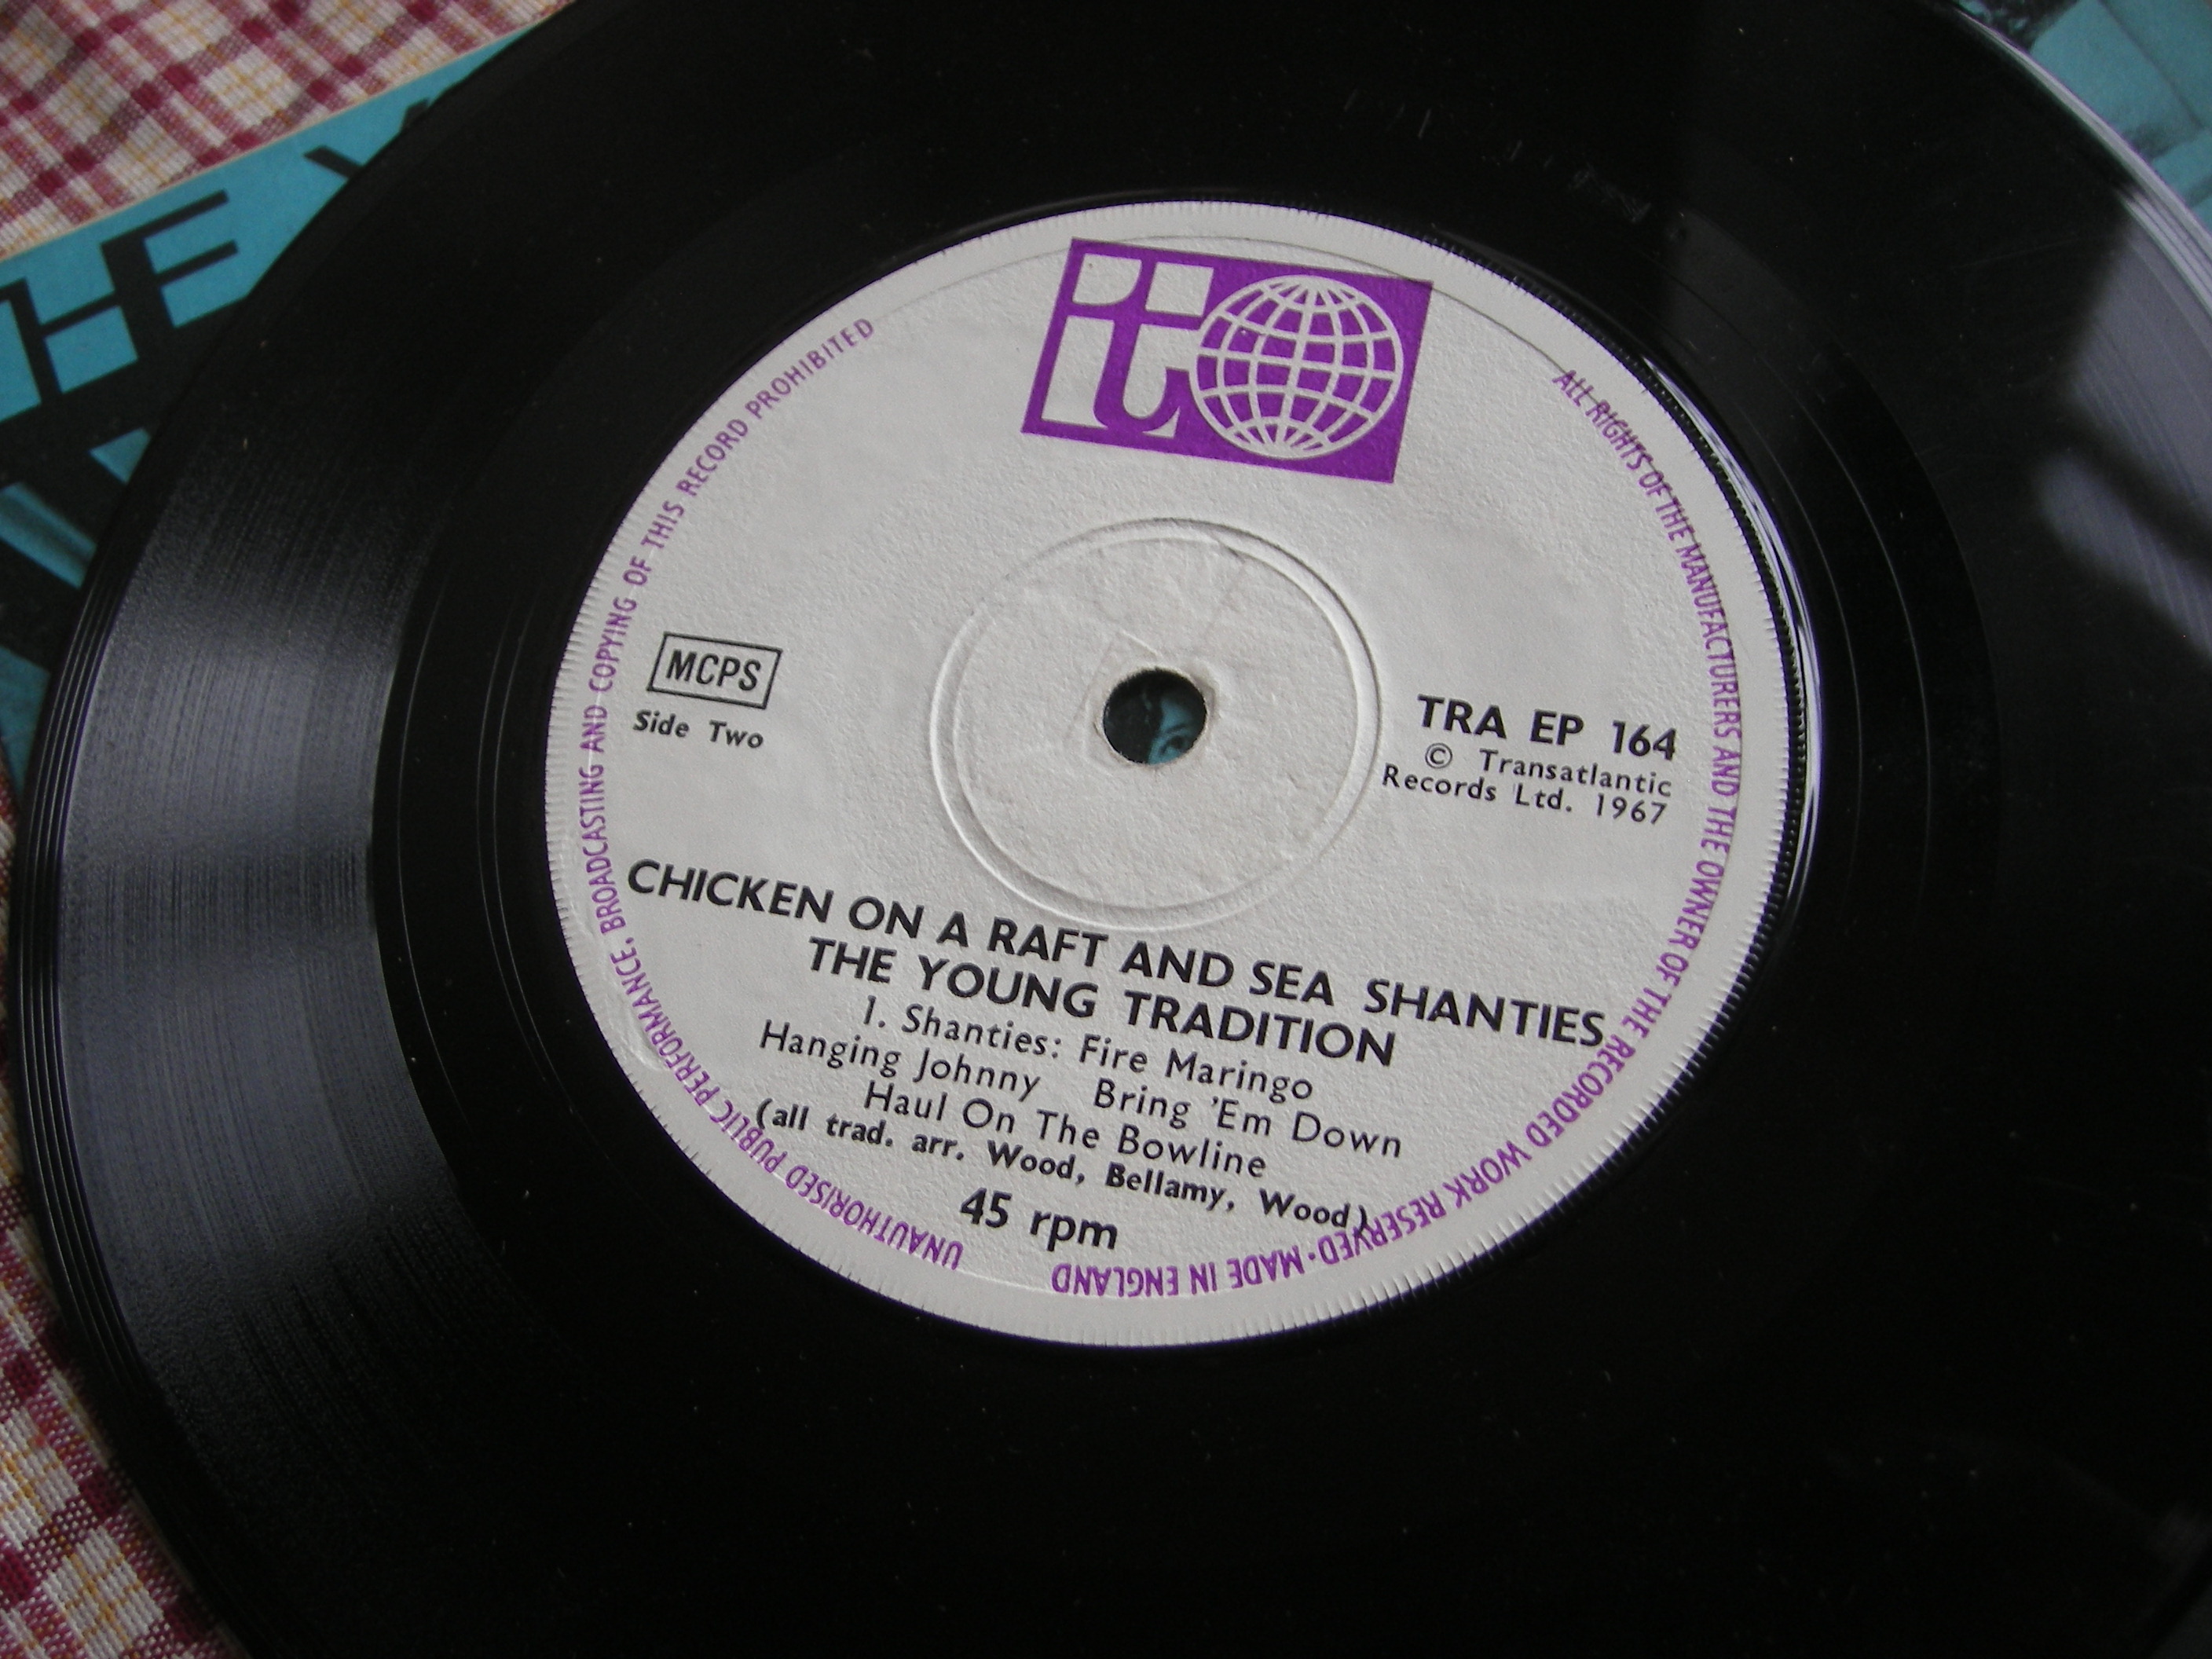 HE Y
it
ALL RIGHTS OF THE MANUFACTURERS AND THE OWNER OF THE RECORDED WORK RESERVED·MADE IN ENGLAND
UNAUTHORISED PUBLIC PERFORMANCE, BROADCASTING AND COPYING OF THIS RECORD PROHIBITED
MCPS
Side Two
TRA EP 164
© Transatlantic
Records Ltd. 1967
CHICKEN ON A RAFT AND SEA SHANTIES
THE YOUNG TRADITION
1. Shanties: Fire Maringo
Hanging Johnny Bring 'Em Down
Haul On The Bowline
(all trad. arr. Wood, Bellamy, Wood)
45 rpm